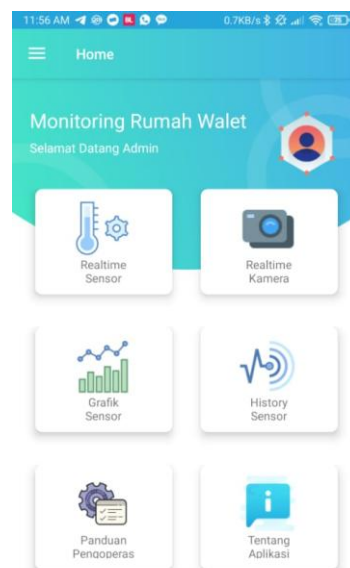 11:56 AM
0.7KB/s
Home
Monitoring Rumah Walet
Selamat Datang Admin
Realtime
Sensor
Realtime
Kamera
Grafik
Sensor
History
Sensor
Panduan
Pengoperas
Tentang
Aplikasi